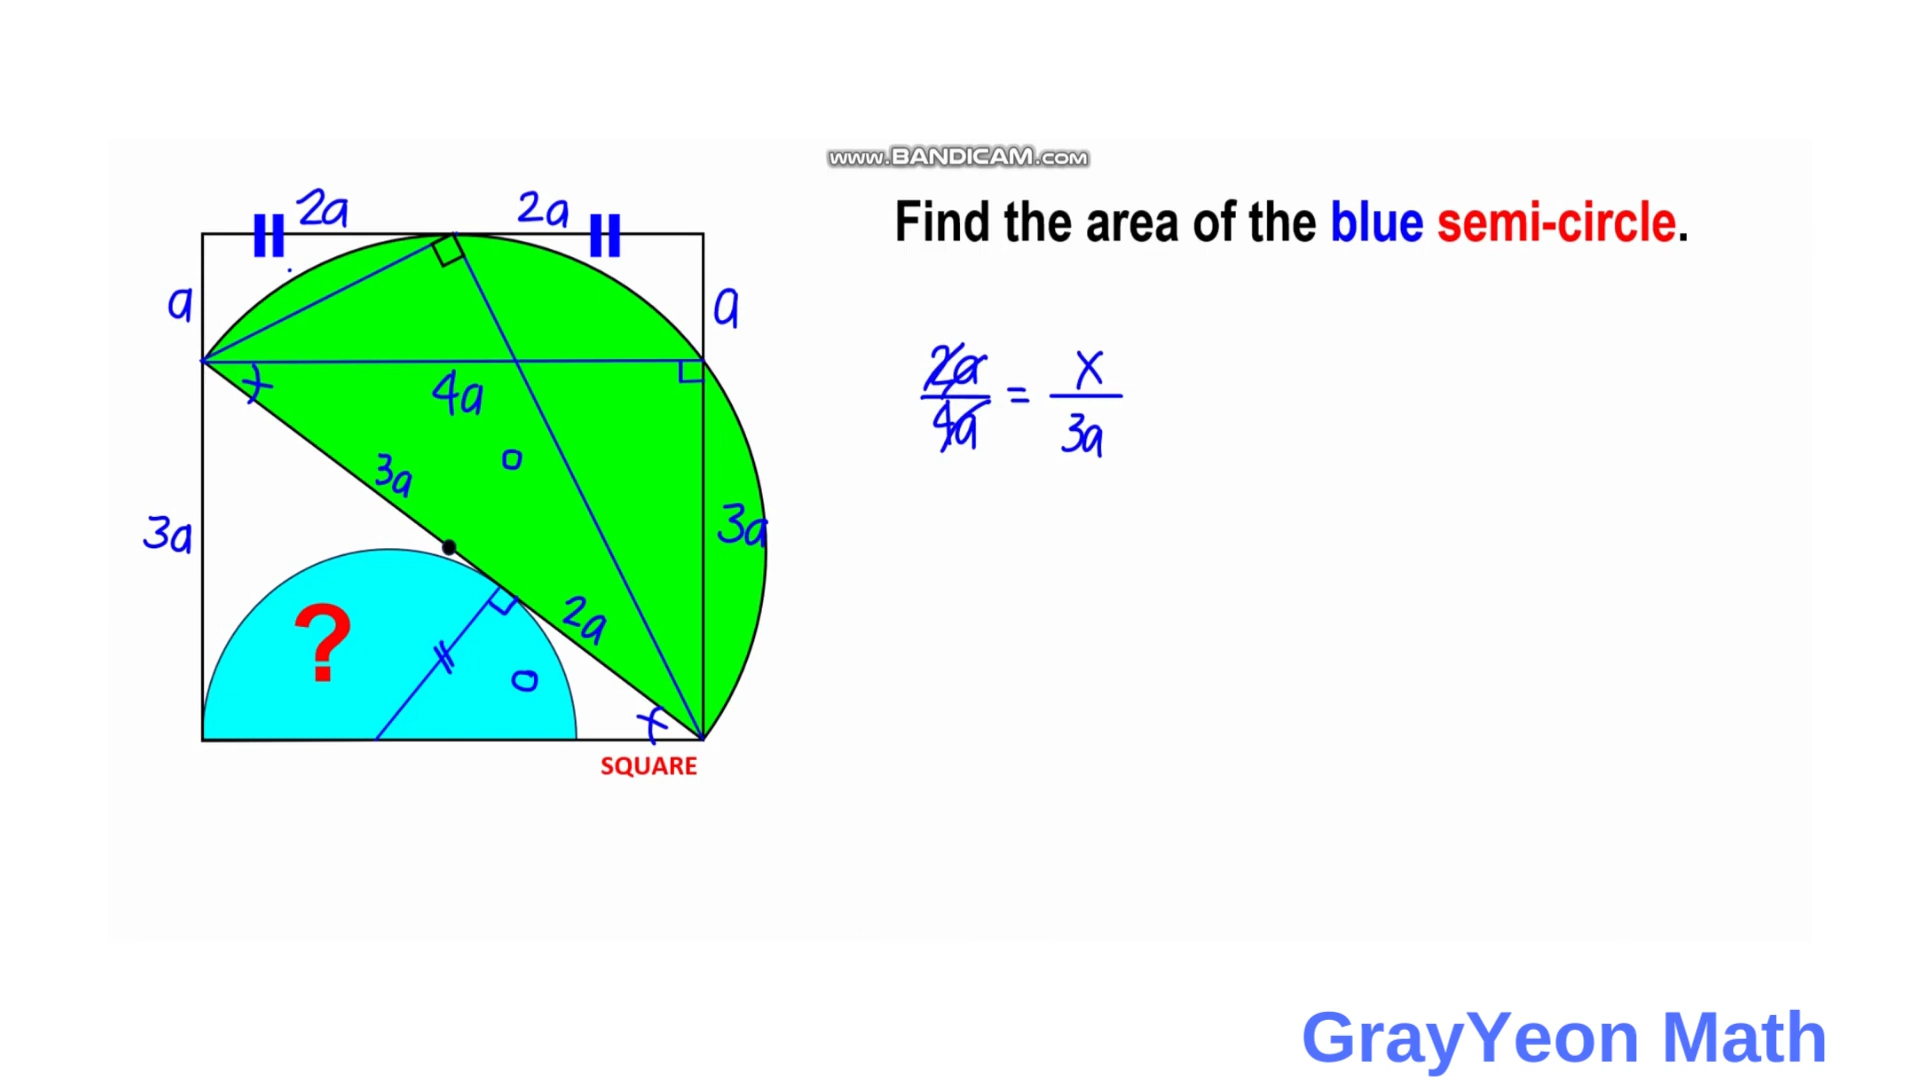 www.BANDICAM.com
Find the area of the blue semi-circle.
2a 2a
a a
4a
3a
3a 3a
2a
?
SQUARE
2a/4a = x/3a
GrayYeon Math